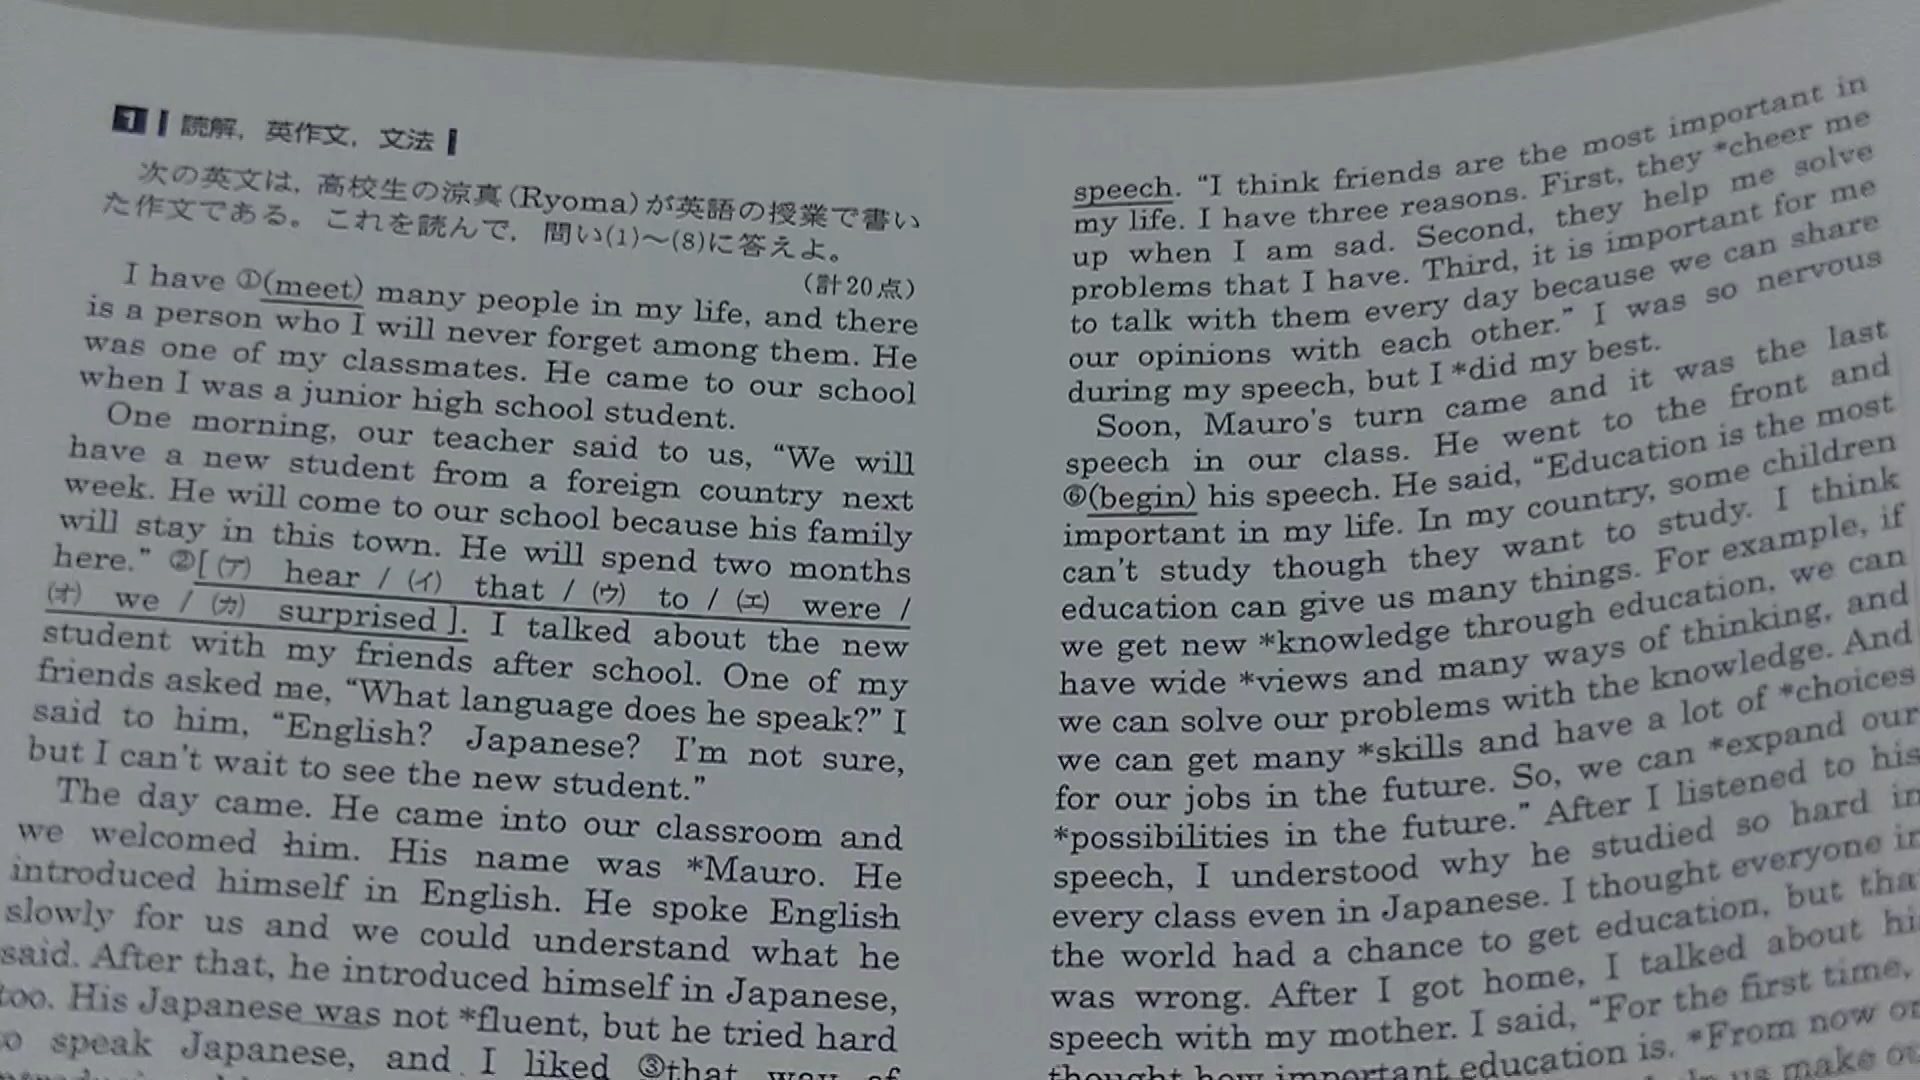 1 読解，英作文，文法
次の英文は，高校生の涼真(Ryoma)が英語の授業で書い
た作文である。これを読んで，問い(1)〜(8)に答えよ。
(計20点)
I have ①(meet) many people in my life, and there
is a person who I will never forget among them. He
was one of my classmates. He came to our school
when I was a junior high school student.
One morning, our teacher said to us, “We will
have a new student from a foreign country next
week. He will come to our school because his family
will stay in this town. He will spend two months
here.” ②[ (ア) hear / (イ) that / (ウ) to / (エ) were /
(オ) we / (カ) surprised ]. I talked about the new
student with my friends after school. One of my
friends asked me, “What language does he speak?” I
said to him, “English? Japanese? I'm not sure,
but I can't wait to see the new student.”
The day came. He came into our classroom and
we welcomed him. His name was *Mauro. He
introduced himself in English. He spoke English
slowly for us and we could understand what he
said. After that, he introduced himself in Japanese,
too. His Japanese was not *fluent, but he tried hard
to speak Japanese, and I liked ③that way of
speech. “I think friends are the most important in
my life. I have three reasons. First, they *cheer me
up when I am sad. Second, they help me solve
problems that I have. Third, it is important for me
to talk with them every day because we can share
our opinions with each other.” I was so nervous
during my speech, but I *did my best.
Soon, Mauro's turn came and it was the last
speech in our class. He went to the front and
⑥(begin) his speech. He said, “Education is the most
important in my life. In my country, some children
can't study though they want to study. I think
education can give us many things. For example, if
we get new *knowledge through education, we can
have wide *views and many ways of thinking, and
we can solve our problems with the knowledge. And
we can get many *skills and have a lot of *choices
for our jobs in the future. So, we can *expand our
*possibilities in the future.” After I listened to his
speech, I understood why he studied so hard in
every class even in Japanese. I thought everyone in
the world had a chance to get education, but tha
was wrong. After I got home, I talked about hi
speech with my mother. I said, “For the first time,
thought how important education is. *From now o
us make ou